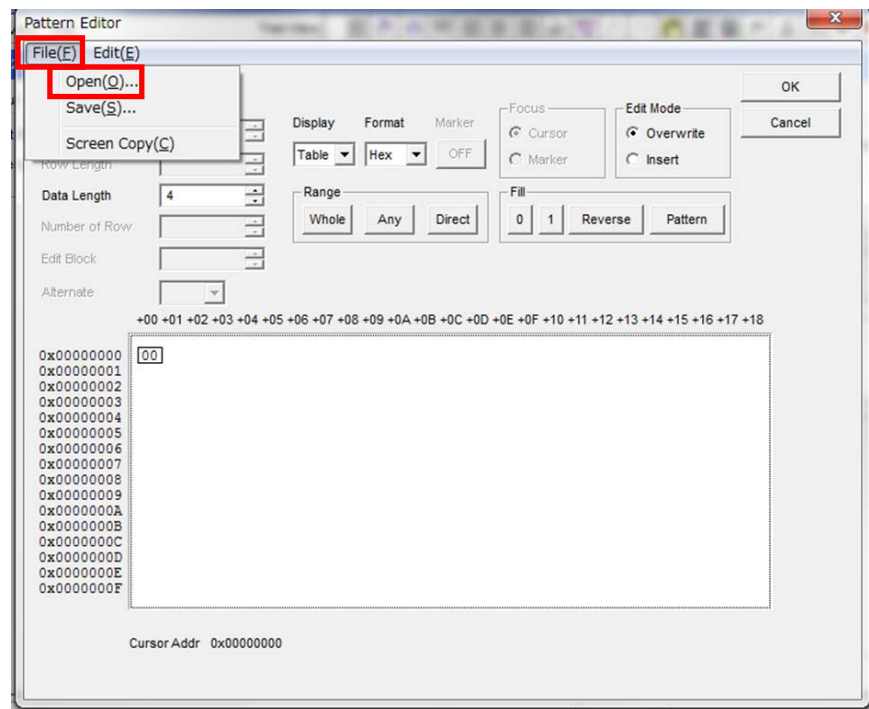 Pattern Editor
File(F) Edit(E)
Open(O)...
Save(S)...
Screen Copy(C)
OK
Cancel
Display Format Marker
Table Hex OFF
Focus
Cursor
Marker
Edit Mode
Overwrite
Insert
Row Length
Data Length 4
Number of Row
Edit Block
Alternate
Range
Whole Any Direct
Fill
0 1 Reverse Pattern
+00 +01 +02 +03 +04 +05 +06 +07 +08 +09 +0A +0B +0C +0D +0E +0F +10 +11 +12 +13 +14 +15 +16 +17 +18
0x00000000 00
0x00000001
0x00000002
0x00000003
0x00000004
0x00000005
0x00000006
0x00000007
0x00000008
0x00000009
0x0000000A
0x0000000B
0x0000000C
0x0000000D
0x0000000E
0x0000000F
Cursor Addr 0x00000000